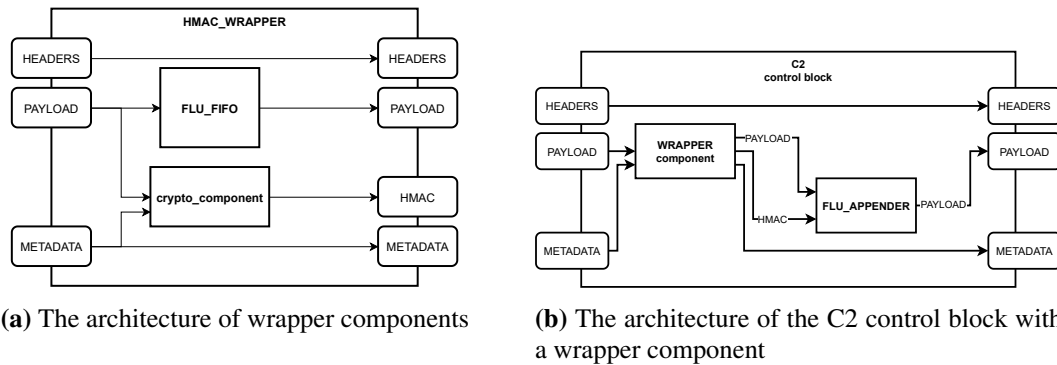 HMAC_WRAPPER
HEADERS
HEADERS
PAYLOAD
FLU_FIFO
PAYLOAD
crypto_component
HMAC
METADATA
METADATA
(a) The architecture of wrapper components
C2
control block
HEADERS
HEADERS
PAYLOAD
WRAPPER
component
PAYLOAD
PAYLOAD
HMAC
FLU_APPENDER
PAYLOAD
METADATA
METADATA
(b) The architecture of the C2 control block with
a wrapper component